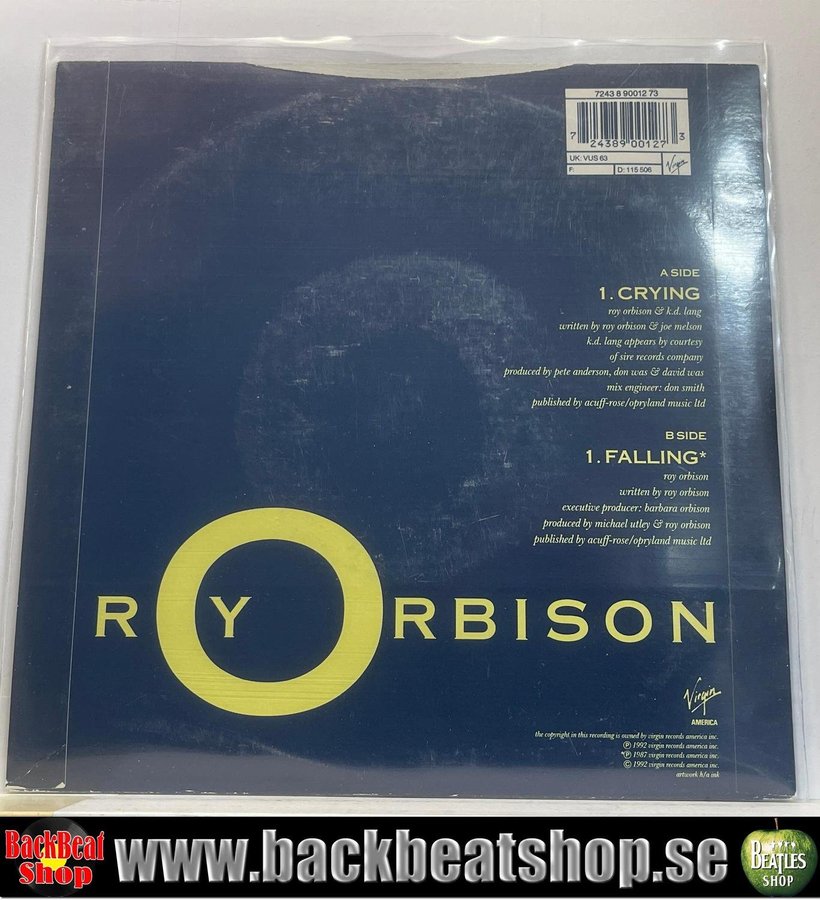 7243 8 90012 73
7 24389 00127 3
UK: VUS 63
F: D: 115 506
Virgin
A SIDE
1. CRYING
roy orbison & k.d. lang
written by roy orbison & joe melson
k.d. lang appears by courtesy
of sire records company
produced by pete anderson, don was & david was
mix engineer: don smith
published by acuff-rose/opryland music ltd
B SIDE
1. FALLING*
roy orbison
written by roy orbison
executive producer: barbara orbison
produced by michael utley & roy orbison
published by acuff-rose/opryland music ltd
ROY ORBISON
Virgin
AMERICA
the copyright in this recording is owned by virgin records america inc.
Ⓟ 1992 virgin records america inc.
*Ⓟ 1987 virgin records america inc.
© 1992 virgin records america inc.
artwork h/a ink
BackBeat
Shop
www.backbeatshop.se
BEATLES
SHOP